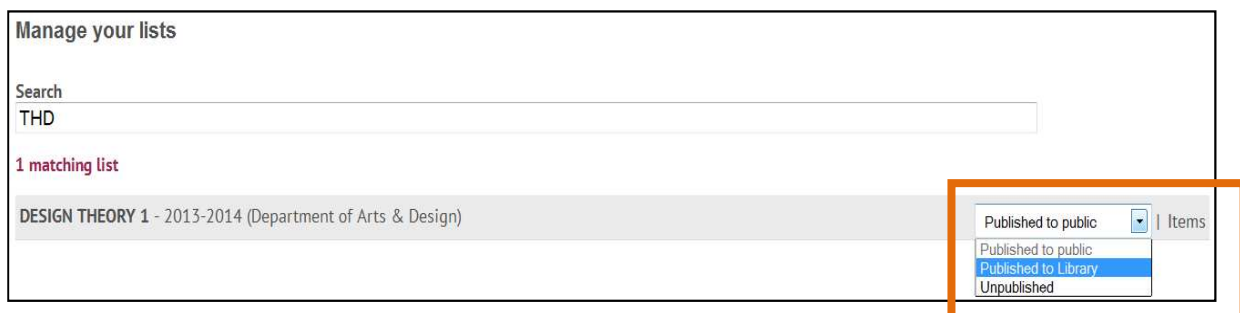 Manage your lists
Search
THD
1 matching list
DESIGN THEORY 1 - 2013-2014 (Department of Arts & Design)
Published to public | Items
Published to public
Published to Library
Unpublished